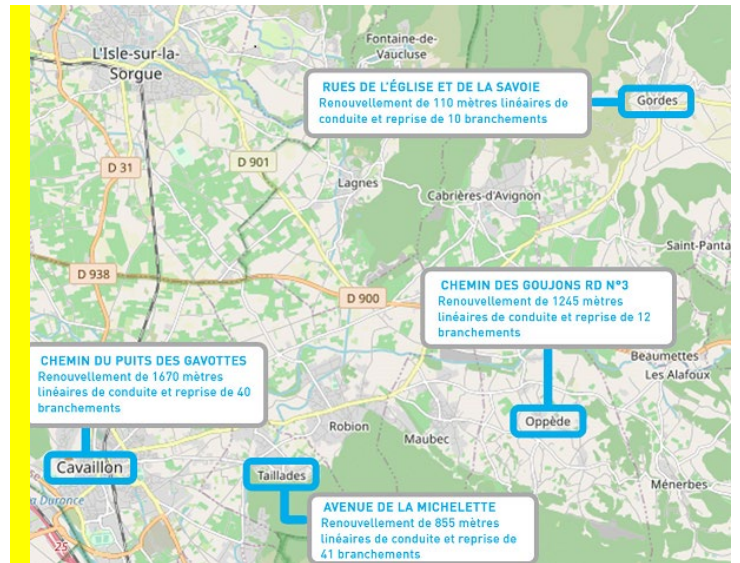 L'Isle-sur-la-
Sorgue
Fontaine-de-
Vaucluse
RUES DE L'ÉGLISE ET DE LA SAVOIE
Renouvellement de 110 mètres linéaires de
conduite et reprise de 10 branchements
Gordes
D 31
D 901
Lagnes
Cabrières-d'Avignon
Saint-Panta
D 938
D 900
CHEMIN DES GOUJONS RD N°3
Renouvellement de 1245 mètres
linéaires de conduite et reprise de 12
branchements
CHEMIN DU PUITS DES GAVOTTES
Renouvellement de 1670 mètres
linéaires de conduite et reprise de 40
branchements
Beaumettes
Les Alafoux
Robion
Maubec
Oppède
Cavaillon
Taillades
Ménerbes
a Durance
25
AVENUE DE LA MICHELETTE
Renouvellement de 855 mètres
linéaires de conduite et reprise de
41 branchements